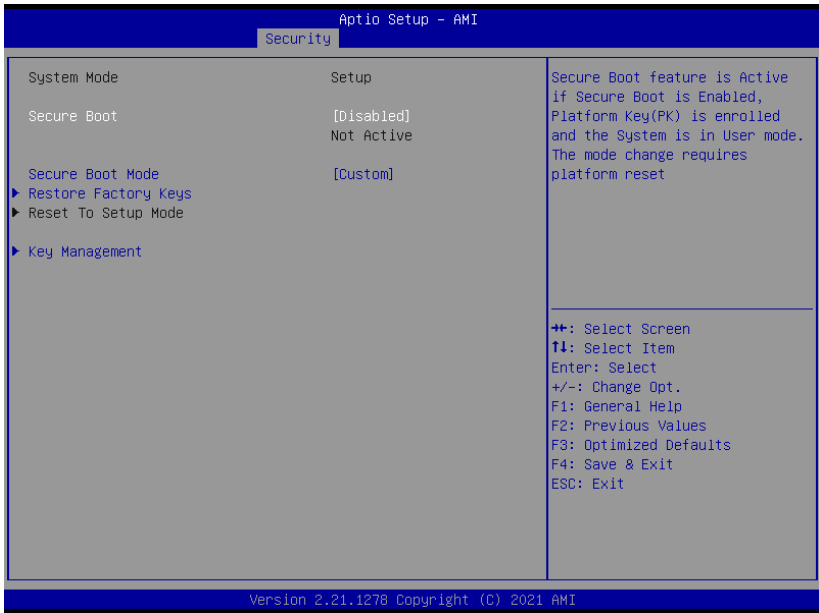 Aptio Setup - AMI
Security
System Mode Setup
Secure Boot [Disabled]
Not Active
Secure Boot Mode [Custom]
Restore Factory Keys
Reset To Setup Mode
Key Management
Secure Boot feature is Active
if Secure Boot is Enabled,
Platform Key(PK) is enrolled
and the System is in User mode.
The mode change requires
platform reset
→←: Select Screen
↑↓: Select Item
Enter: Select
+/-: Change Opt.
F1: General Help
F2: Previous Values
F3: Optimized Defaults
F4: Save & Exit
ESC: Exit
Version 2.21.1278 Copyright (C) 2021 AMI